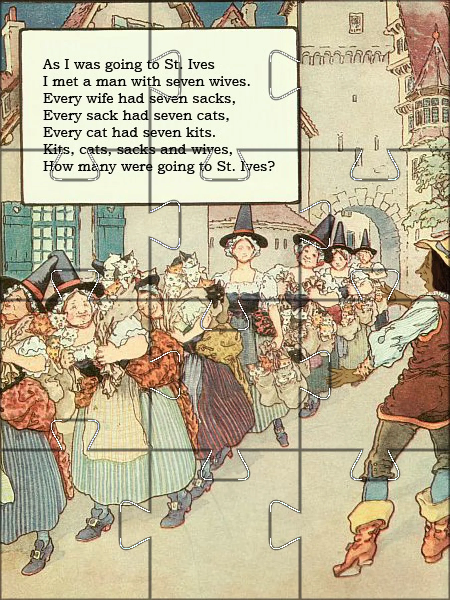 As I was going to St. Ives
I met a man with seven wives.
Every wife had seven sacks,
Every sack had seven cats,
Every cat had seven kits.
Kits, cats, sacks and wives,
How many were going to St. Ives?